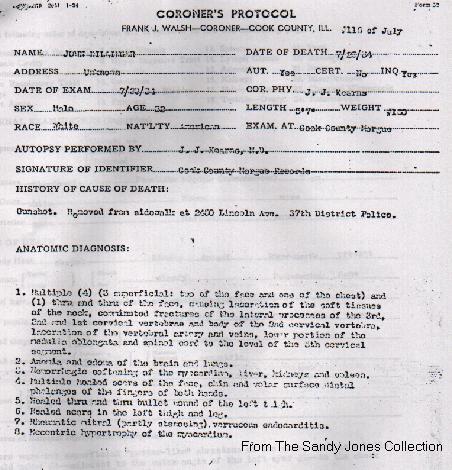 CORONER'S PROTOCOL
FRANK J. WALSH—CORONER—COOK COUNTY, ILL. #116 of July
NAME JOHN DILLINGER DATE OF DEATH 7/22/34
ADDRESS Unknown AUT. Yes CERT. No INQ Yes
DATE OF EXAM. 7/22/34 COR. PHY. J. J. Kearns
SEX Male AGE 32 LENGTH WEIGHT
RACE White NAT'L'TY American EXAM. AT Cook County Morgue
AUTOPSY PERFORMED BY J. J. Kearns, M.D.
SIGNATURE OF IDENTIFIER Cook County Morgue Records
HISTORY OF CAUSE OF DEATH:
Gunshot. Removed from sidewalk at Lincoln Ave. 37th District Police.
ANATOMIC DIAGNOSIS:
1. Multiple (4) (3 superficial: two of the face and one of the chest) and
(1) thru and thru of the face, causing laceration of the soft tissues
of the neck, comminuted fractures of the lateral processes of the 3rd,
2nd and 1st cervical vertebrae and body of the 2nd cervical vertebra,
laceration of the vertebral artery and veins, lower portion of the
medulla oblongata and spinal cord to the level of the 5th cervical
segment.
2. Anemia and edema of the brain and lungs.
3. Hemorrhagic softening of the myocardium, liver, kidneys and spleen.
4. Multiple healed scars of the face, chin and volar surface distal
phalanges of the fingers of both hands.
5. Healed thru and thru bullet wound of the left thigh.
6. Healed scars in the left thigh and leg.
7. Rheumatic mitral (partly stenosing), verrucous endocarditis.
8. Eccentric hypertrophy of the myocardium.
From The Sandy Jones Collection